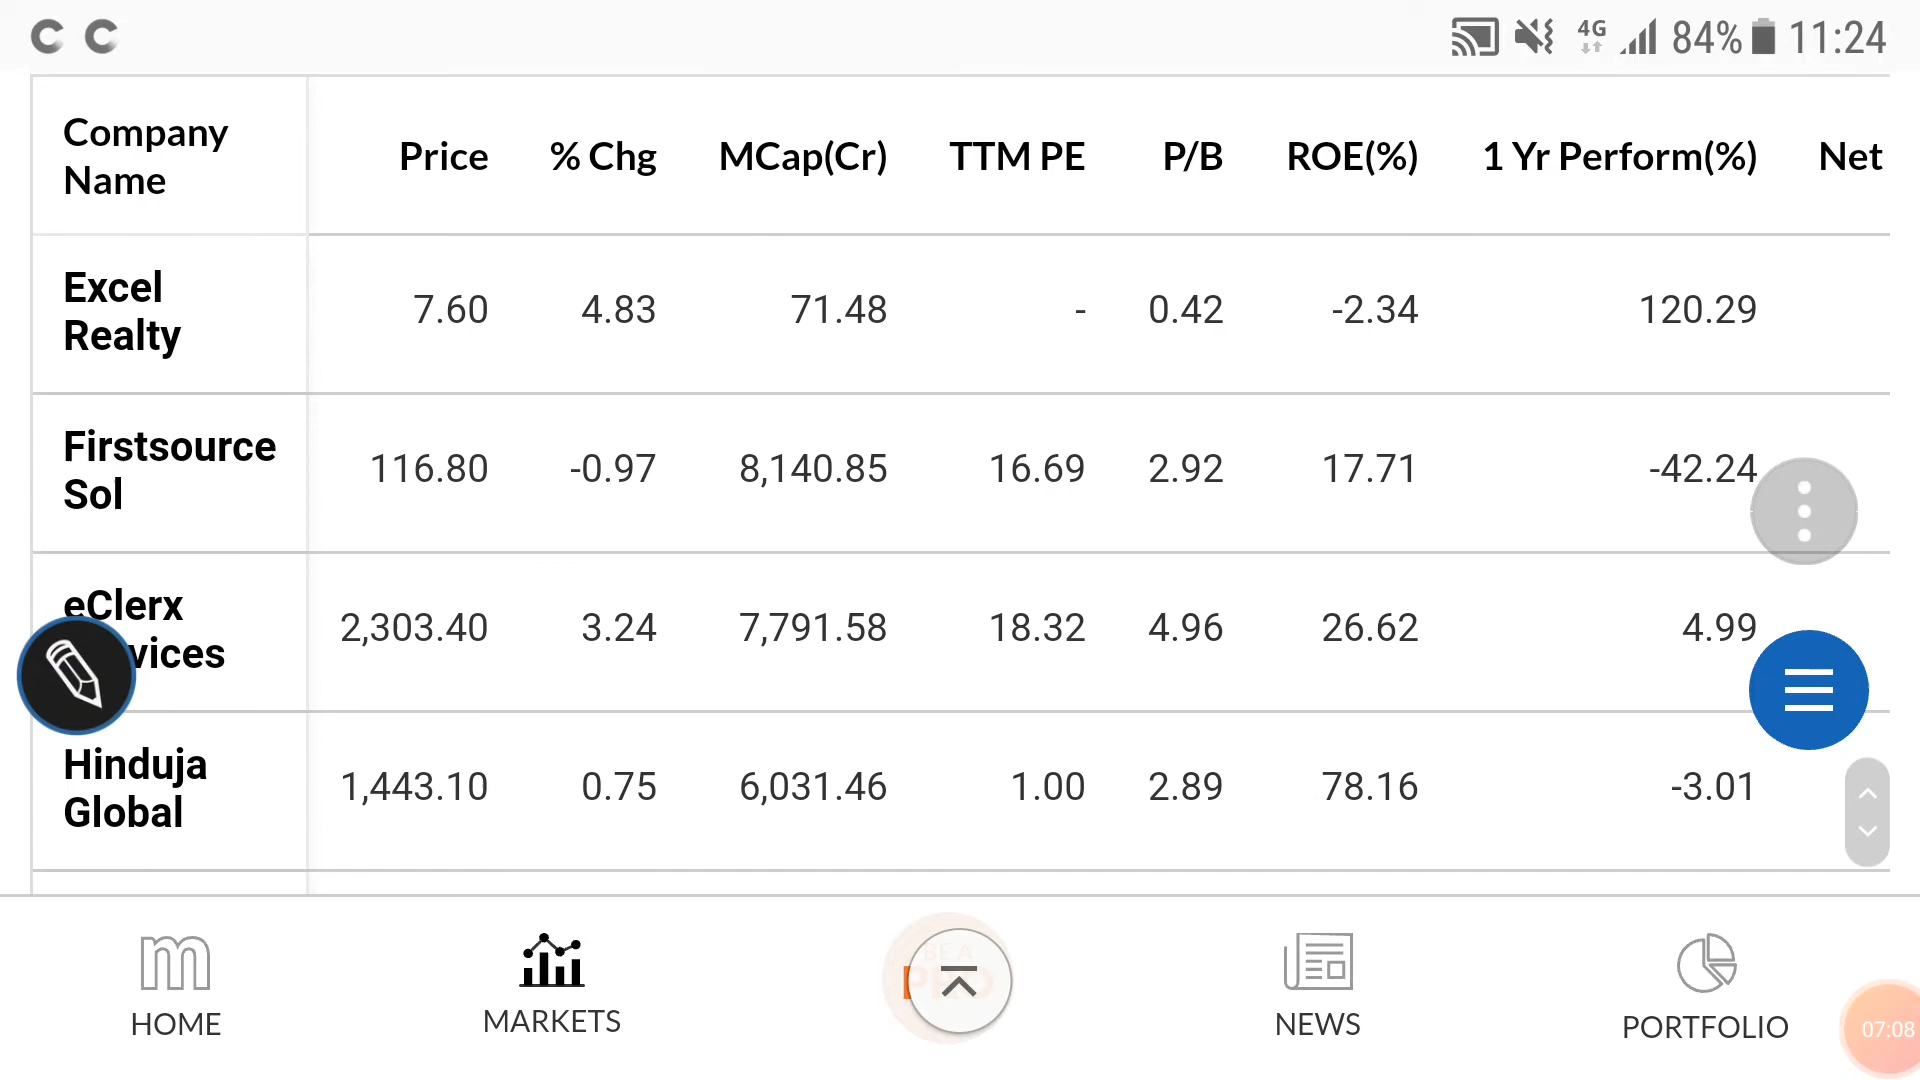 4G 84% 11:24
Company Name Price % Chg MCap(Cr) TTM PE P/B ROE(%) 1 Yr Perform(%) Net
Excel Realty 7.60 4.83 71.48 - 0.42 -2.34 120.29
Firstsource Sol 116.80 -0.97 8,140.85 16.69 2.92 17.71 -42.24
eClerx vices 2,303.40 3.24 7,791.58 18.32 4.96 26.62 4.99
Hinduja Global 1,443.10 0.75 6,031.46 1.00 2.89 78.16 -3.01
BE A
PRO
HOME MARKETS NEWS PORTFOLIO
07:08